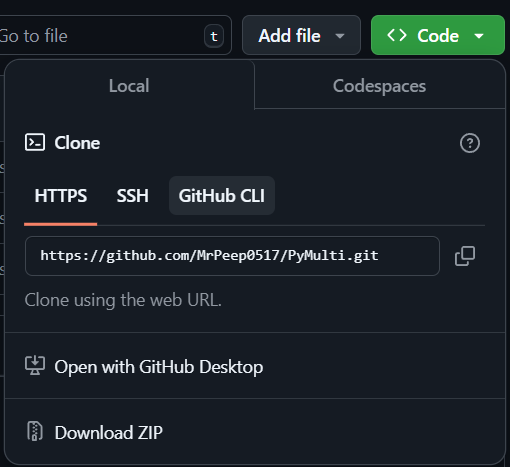 Go to file t Add file Code
Local Codespaces
Clone
HTTPS SSH GitHub CLI
https://github.com/MrPeep0517/PyMulti.git
Clone using the web URL.
Open with GitHub Desktop
Download ZIP